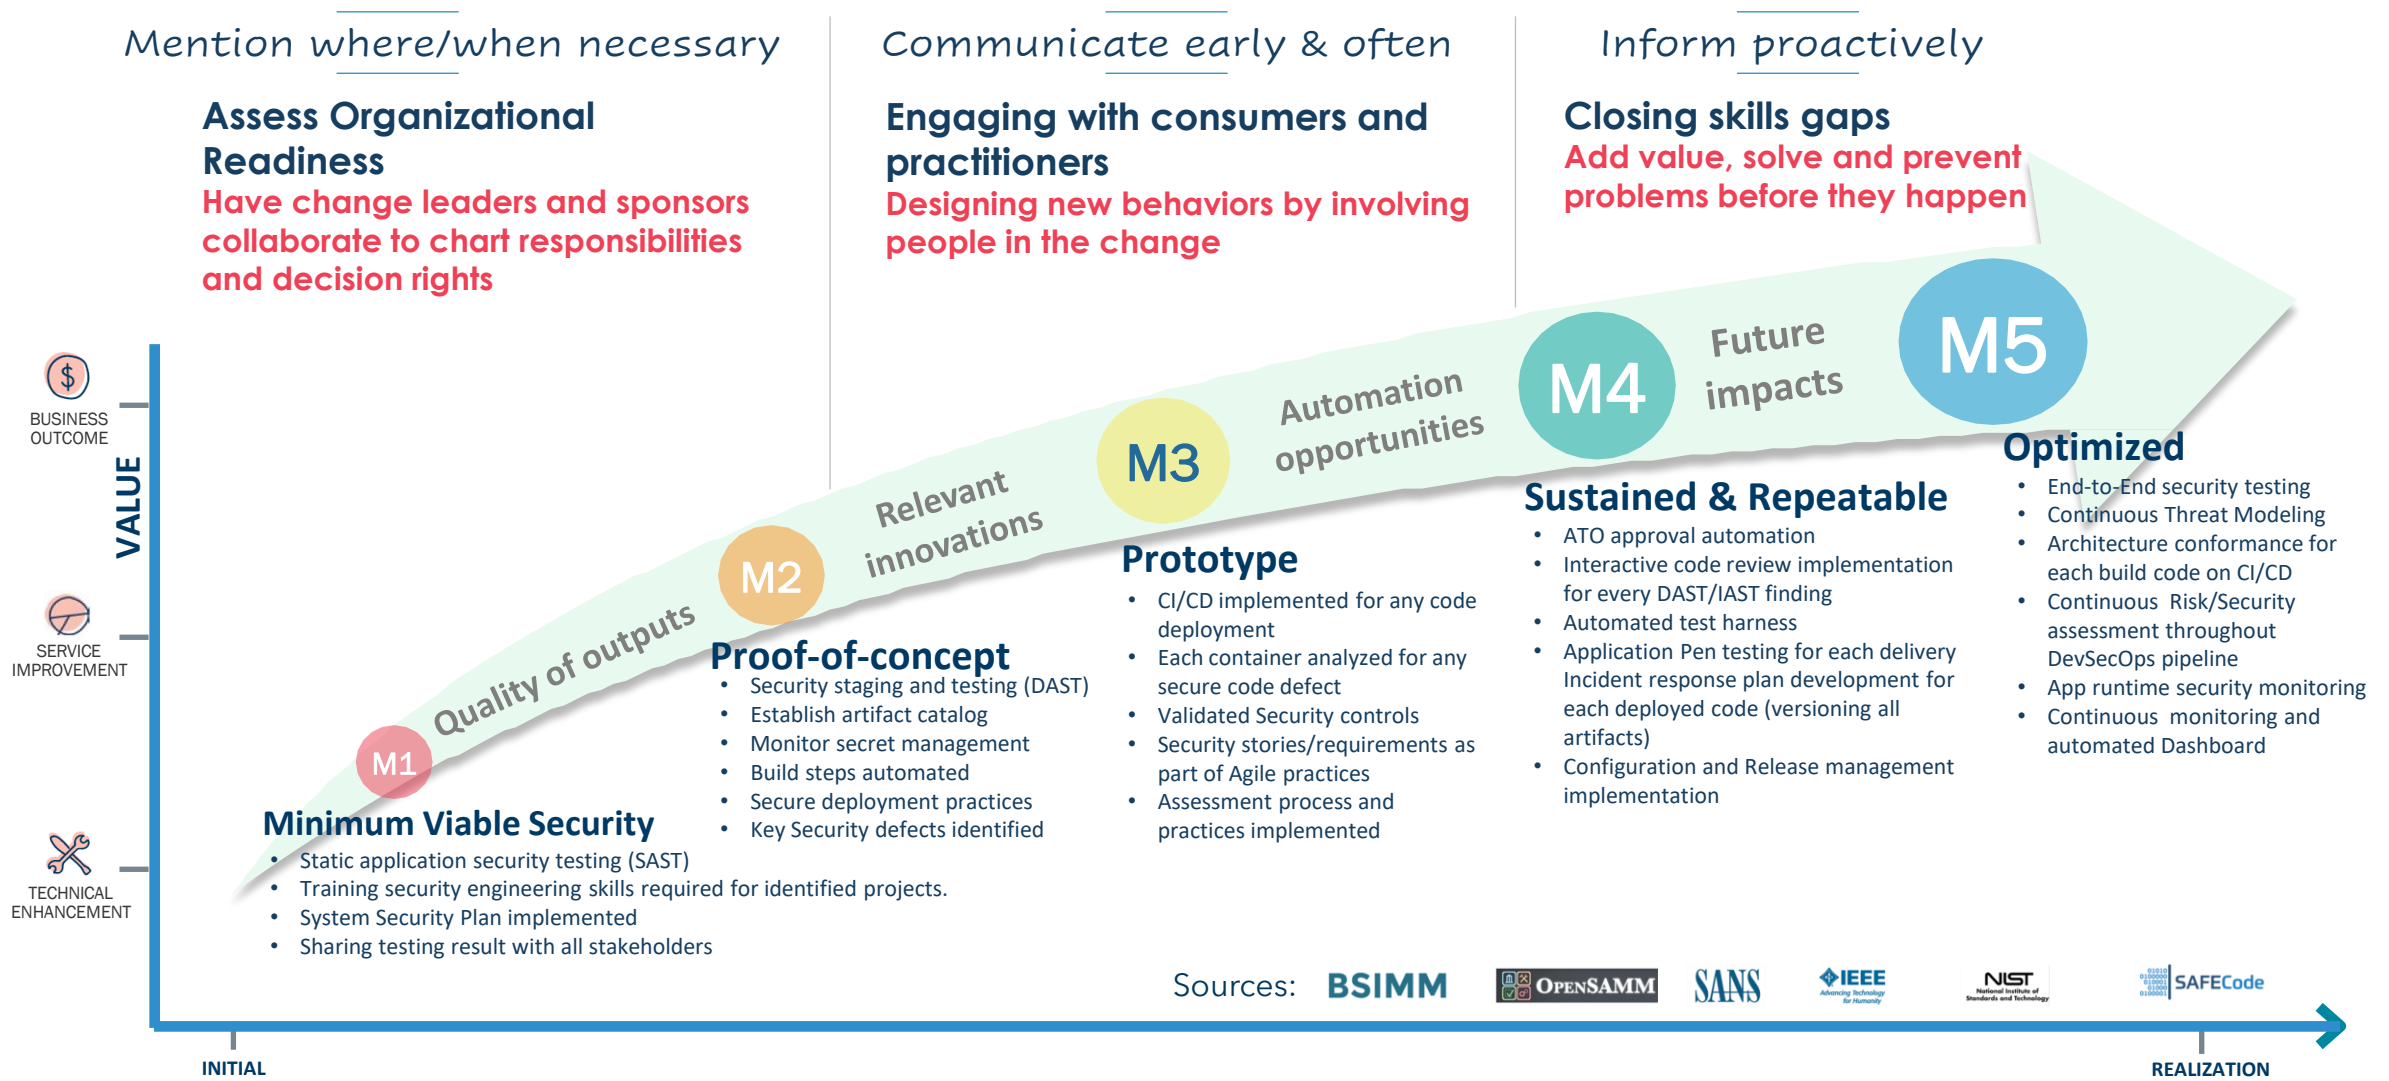 Mention where/when necessary
Assess Organizational
Readiness
Have change leaders and sponsors
collaborate to chart responsibilities
and decision rights
Communicate early & often
Engaging with consumers and
practitioners
Designing new behaviors by involving
people in the change
Inform proactively
Closing skills gaps
Add value, solve and prevent
problems before they happen
$
BUSINESS
OUTCOME
VALUE
SERVICE
IMPROVEMENT
TECHNICAL
ENHANCEMENT
M1
Quality of outputs
M2
Relevant
innovations
M3
Automation
opportunities
M4
Future
impacts
M5
Minimum Viable Security
• Static application security testing (SAST)
• Training security engineering skills required for identified projects.
• System Security Plan implemented
• Sharing testing result with all stakeholders
Proof-of-concept
• Security staging and testing (DAST)
• Establish artifact catalog
• Monitor secret management
• Build steps automated
• Secure deployment practices
• Key Security defects identified
Prototype
• CI/CD implemented for any code
deployment
• Each container analyzed for any
secure code defect
• Validated Security controls
• Security stories/requirements as
part of Agile practices
• Assessment process and
practices implemented
Sustained & Repeatable
• ATO approval automation
• Interactive code review implementation
for every DAST/IAST finding
• Automated test harness
• Application Pen testing for each delivery
Incident response plan development for
each deployed code (versioning all
artifacts)
• Configuration and Release management
implementation
Optimized
• End-to-End security testing
• Continuous Threat Modeling
• Architecture conformance for
each build code on CI/CD
• Continuous  Risk/Security
assessment throughout
DevSecOps pipeline
• App runtime security monitoring
• Continuous  monitoring and
automated Dashboard
Sources:
BSIMM
OPENSAMM
SANS
IEEE
Advancing Technology
for Humanity
NIST
National Institute of
Standards and Technology
SAFECode
INITIAL
REALIZATION